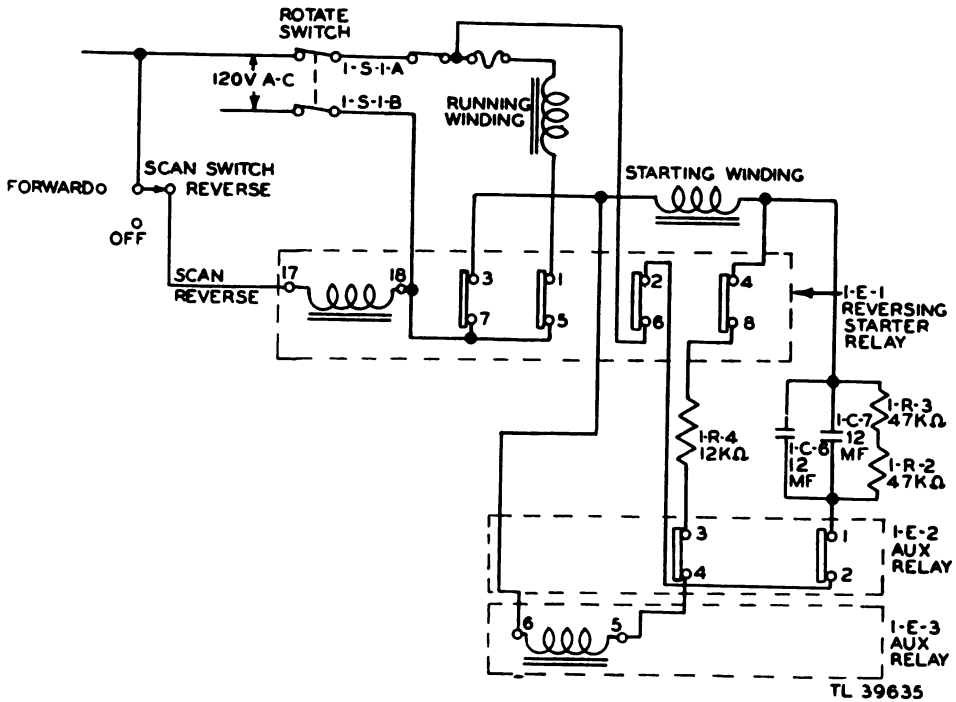 ROTATE
SWITCH
120V A-C
1-S-1-A
1-S-1-B
RUNNING
WINDING
SCAN SWITCH
FORWARD
REVERSE
OFF
STARTING WINDING
SCAN
REVERSE
17
18
3
1
2
4
7
5
6
8
1-E-1
REVERSING
STARTER
RELAY
1-R-4
12KΩ
1-C-6
12
MF
1-C-7
12
MF
1-R-3
47KΩ
1-R-2
47KΩ
3
1
4
2
1-E-2
AUX
RELAY
6
5
1-E-3
AUX
RELAY
TL 39635